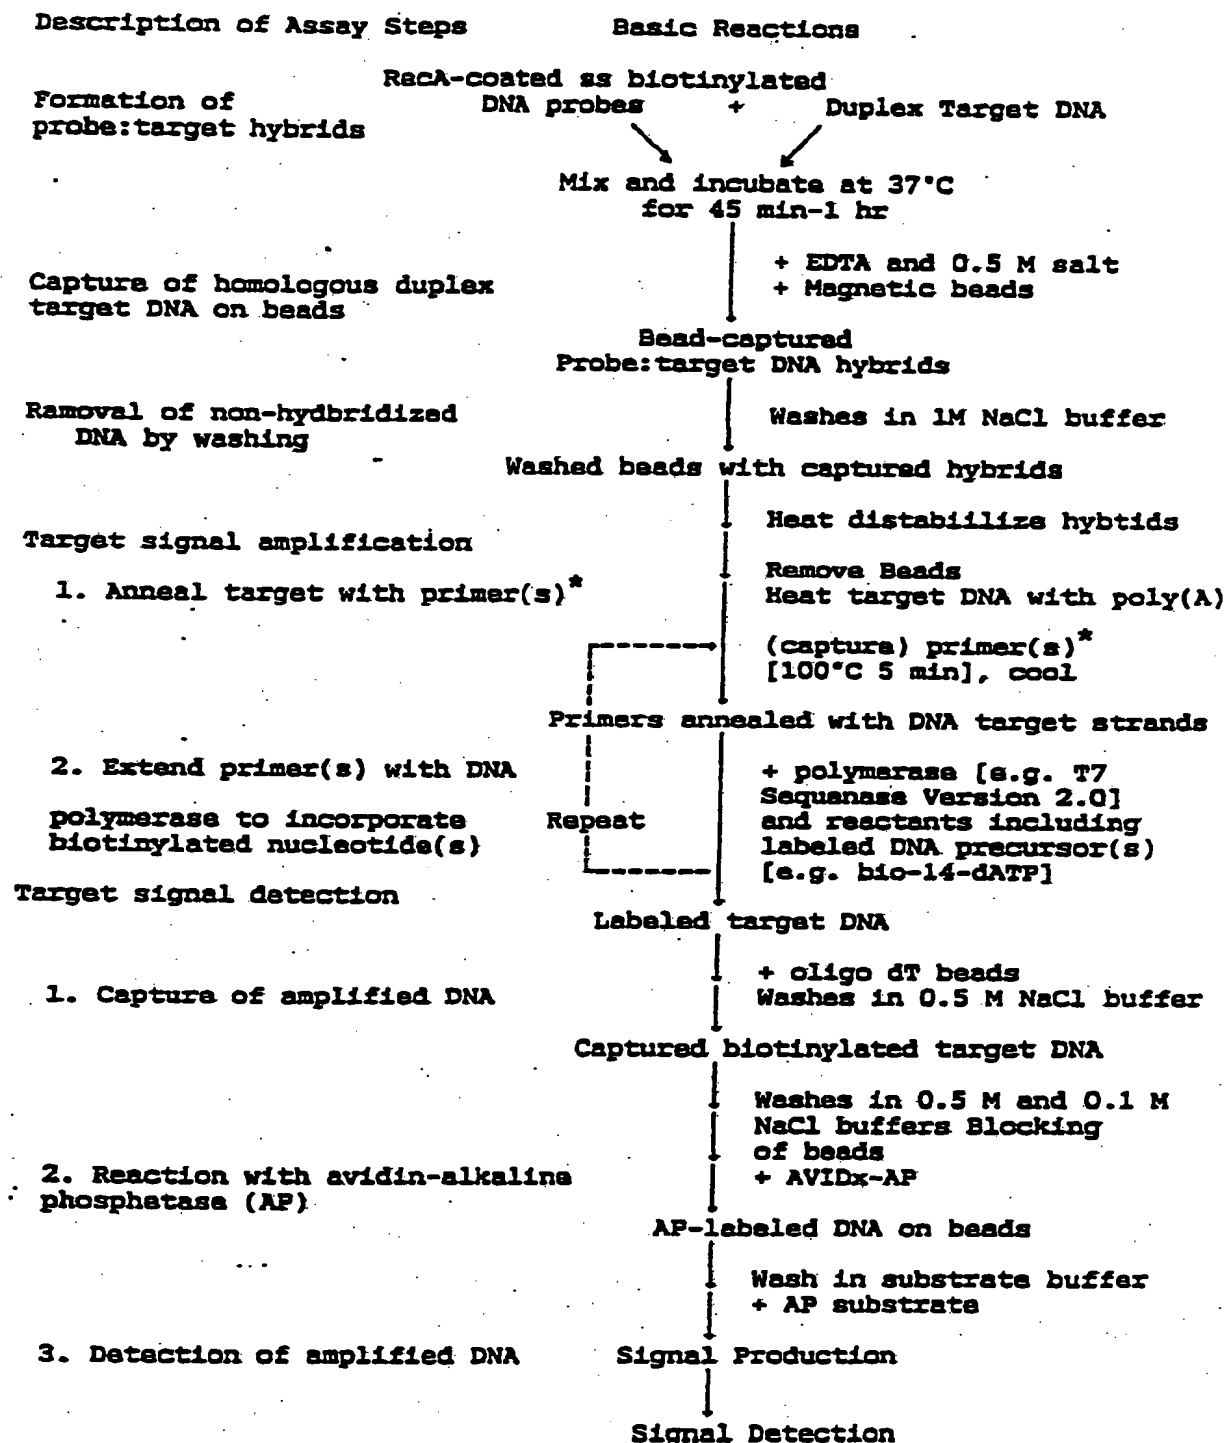 Description of Assay Steps Basic Reactions
RecA-coated ss biotinylated
Formation of DNA probes + Duplex Target DNA
probe:target hybrids
Mix and incubate at 37°C
for 45 min-1 hr
+ EDTA and 0.5 M salt
Capture of homologous duplex + Magnetic beads
target DNA on beads
Bead-captured
Probe:target DNA hybrids
Ramoval of non-hydbridized Washes in 1M NaCl buffer
DNA by washing
Washed beads with captured hybrids
Heat distabiillize hybtids
Target signal amplification
Remove Beads
1. Anneal target with primer(s)* Heat target DNA with poly(A)
(capture) primer(s)*
[100°C 5 min], cool
Primers annealed with DNA target strands
2. Extend primer(s) with DNA + polymerase [e.g. T7
Sequenase Version 2.0]
polymerase to incorporate Repeat and reactants including
biotinylated nucleotide(s) labeled DNA precursor(s)
[e.g. bio-14-dATP]
Target signal detection
Labeled target DNA
+ oligo dT beads
1. Capture of amplified DNA Washes in 0.5 M NaCl buffer
Captured biotinylated target DNA
Washes in 0.5 M and 0.1 M
NaCl buffers Blocking
of beads
2. Reaction with avidin-alkaline + AVIDx-AP
phosphatase (AP)
AP-labeled DNA on beads
Wash in substrate buffer
+ AP substrate
3. Detection of amplified DNA Signal Production
Signal Detection